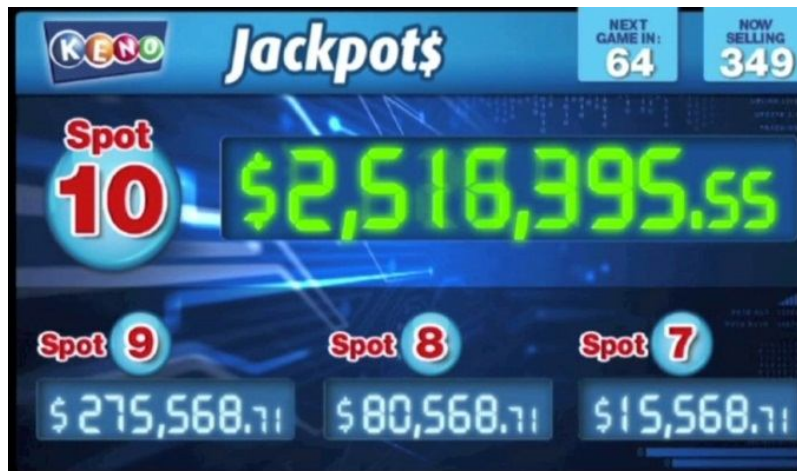 KENO
Jackpot$
NEXT
GAME IN:
64
NOW
SELLING
349
Spot
10
$2,516,395.55
Spot 9
Spot 8
Spot 7
$275,568.71
$80,568.71
$15,568.71